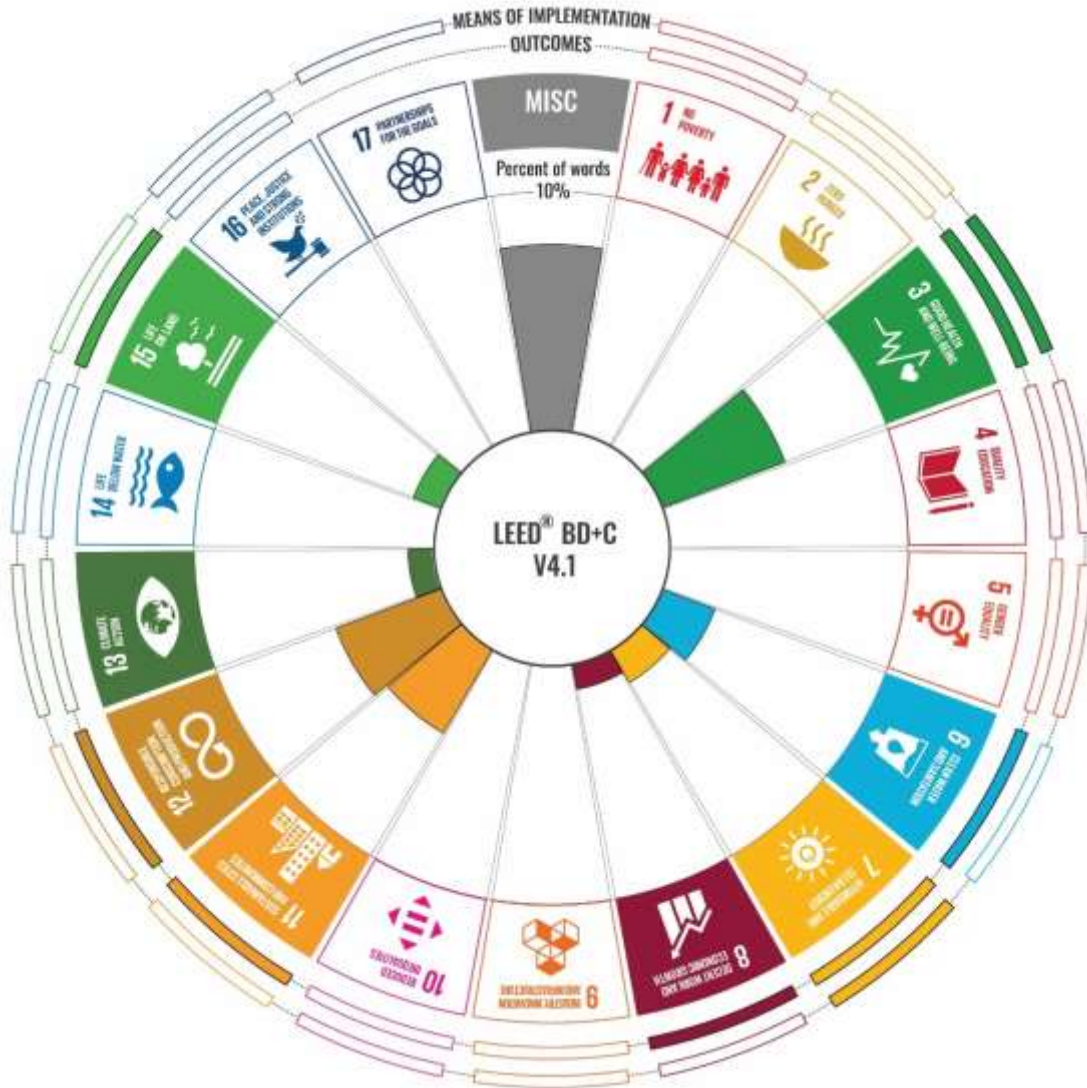 MEANS OF IMPLEMENTATION
OUTCOMES
MISC
Percent of words
10%
1 NO
POVERTY
2 ZERO
HUNGER
3 GOOD HEALTH
AND WELL-BEING
4 QUALITY
EDUCATION
5 GENDER
EQUALITY
6 CLEAN WATER
AND SANITATION
7 AFFORDABLE AND
CLEAN ENERGY
8 DECENT WORK AND
ECONOMIC GROWTH
9 INDUSTRY, INNOVATION
AND INFRASTRUCTURE
10 REDUCED
INEQUALITIES
11 SUSTAINABLE CITIES
AND COMMUNITIES
12 RESPONSIBLE
CONSUMPTION
AND PRODUCTION
13 CLIMATE
ACTION
14 LIFE
BELOW WATER
15 LIFE
ON LAND
16 PEACE, JUSTICE
AND STRONG
INSTITUTIONS
17 PARTNERSHIPS
FOR THE GOALS
LEED® BD+C
V4.1